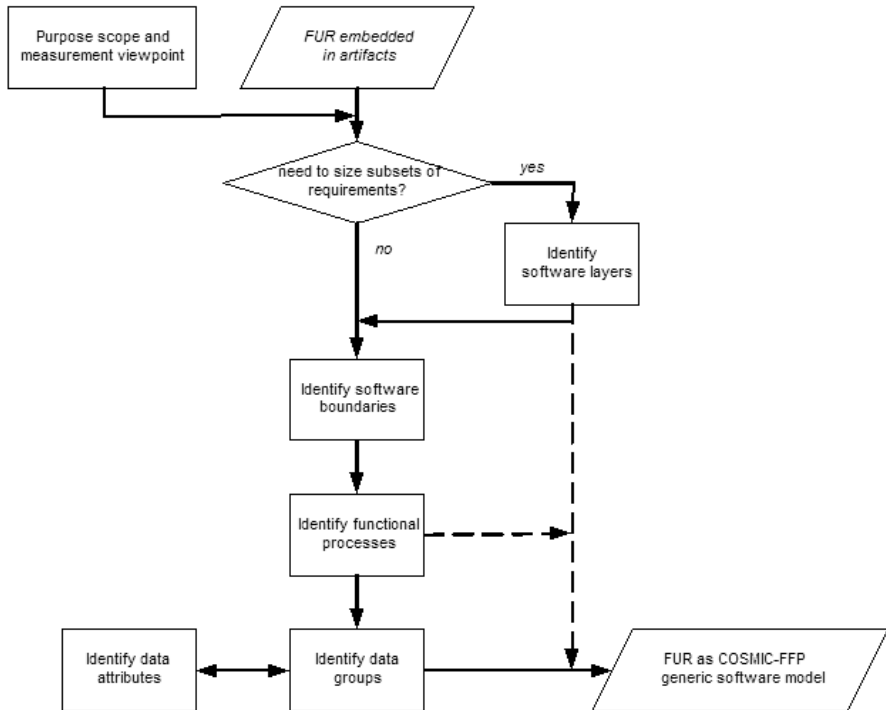 Purpose scope and
measurement viewpoint
FUR embedded
in artifacts
need to size subsets of
requirements?
yes
no
Identify
software layers
Identify software
boundaries
Identify functional
processes
Identify data
attributes
Identify data
groups
FUR as COSMIC-FFP
generic software model